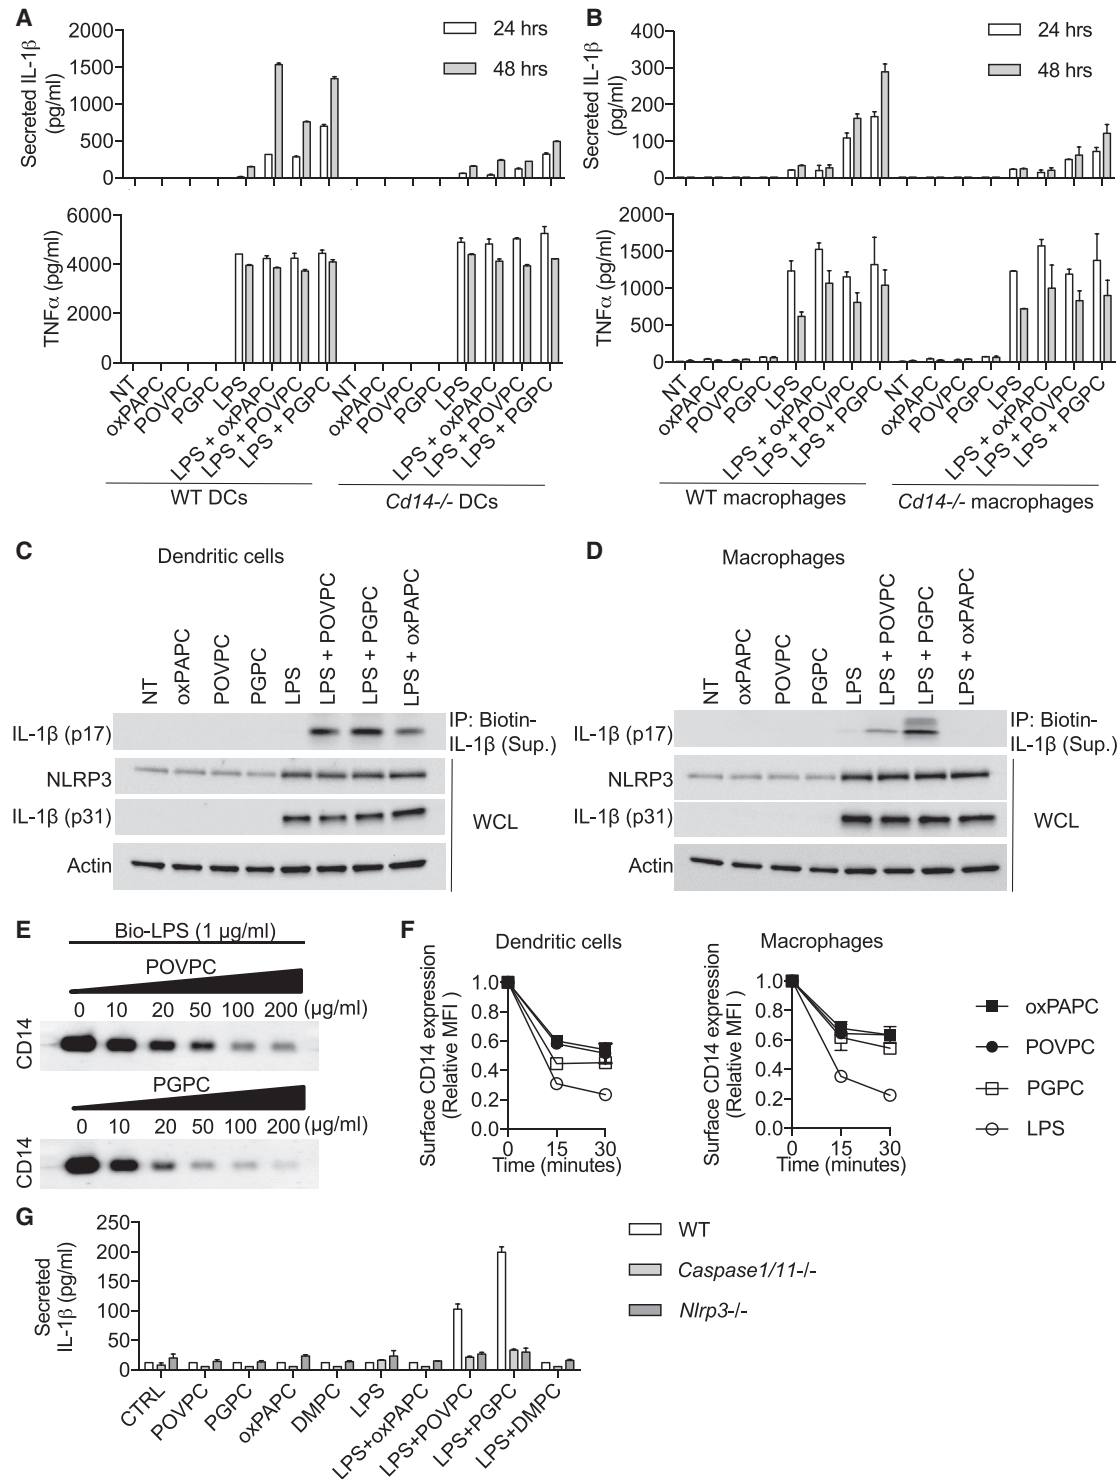 A
Secreted IL-1β
(pg/ml)
2000
1500
1000
500
0
24 hrs
48 hrs
TNFα (pg/ml)
6000
4000
2000
0
NT
oxPAPC
POVPC
PGPC
LPS
LPS + oxPAPC
LPS + POVPC
LPS + PGPC
NT
oxPAPC
POVPC
PGPC
LPS
LPS + oxPAPC
LPS + POVPC
LPS + PGPC
WT DCs
Cd14-/- DCs
B
Secreted IL-1β
(pg/ml)
400
300
200
100
0
24 hrs
48 hrs
TNFα (pg/ml)
2000
1500
1000
500
0
NT
oxPAPC
POVPC
PGPC
LPS
LPS + oxPAPC
LPS + POVPC
LPS + PGPC
NT
oxPAPC
POVPC
PGPC
LPS
LPS + oxPAPC
LPS + POVPC
LPS + PGPC
WT macrophages
Cd14-/- macrophages
C
Dendritic cells
NT
oxPAPC
POVPC
PGPC
LPS
LPS + POVPC
LPS + PGPC
LPS + oxPAPC
IL-1β (p17)
NLRP3
IL-1β (p31)
Actin
IP: Biotin-
IL-1β (Sup.)
WCL
D
Macrophages
NT
oxPAPC
POVPC
PGPC
LPS
LPS + POVPC
LPS + PGPC
LPS + oxPAPC
IL-1β (p17)
NLRP3
IL-1β (p31)
Actin
IP: Biotin-
IL-1β (Sup.)
WCL
E
Bio-LPS (1 µg/ml)
POVPC
0 10 20 50 100 200 (µg/ml)
CD14
PGPC
0 10 20 50 100 200 (µg/ml)
CD14
F
Dendritic cells
Surface CD14 expression
(Relative MFI )
1.0
0.8
0.6
0.4
0.2
0.0
0 15 30
Time (minutes)
Macrophages
Surface CD14 expression
(Relative MFI )
1.0
0.8
0.6
0.4
0.2
0.0
0 15 30
Time (minutes)
oxPAPC
POVPC
PGPC
LPS
G
Secreted
IL-1β (pg/ml)
250
200
150
100
50
0
CTRL
POVPC
PGPC
oxPAPC
DMPC
LPS
LPS+oxPAPC
LPS+POVPC
LPS+PGPC
LPS+DMPC
WT
Caspase1/11-/-
Nlrp3-/-